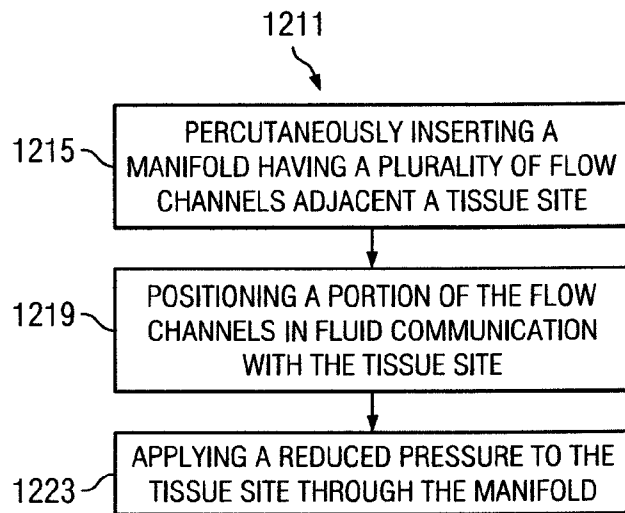 1211
1215
PERCUTANEOUSLY INSERTING A
MANIFOLD HAVING A PLURALITY OF FLOW
CHANNELS ADJACENT A TISSUE SITE
1219
POSITIONING A PORTION OF THE FLOW
CHANNELS IN FLUID COMMUNICATION
WITH THE TISSUE SITE
1223
APPLYING A REDUCED PRESSURE TO THE
TISSUE SITE THROUGH THE MANIFOLD